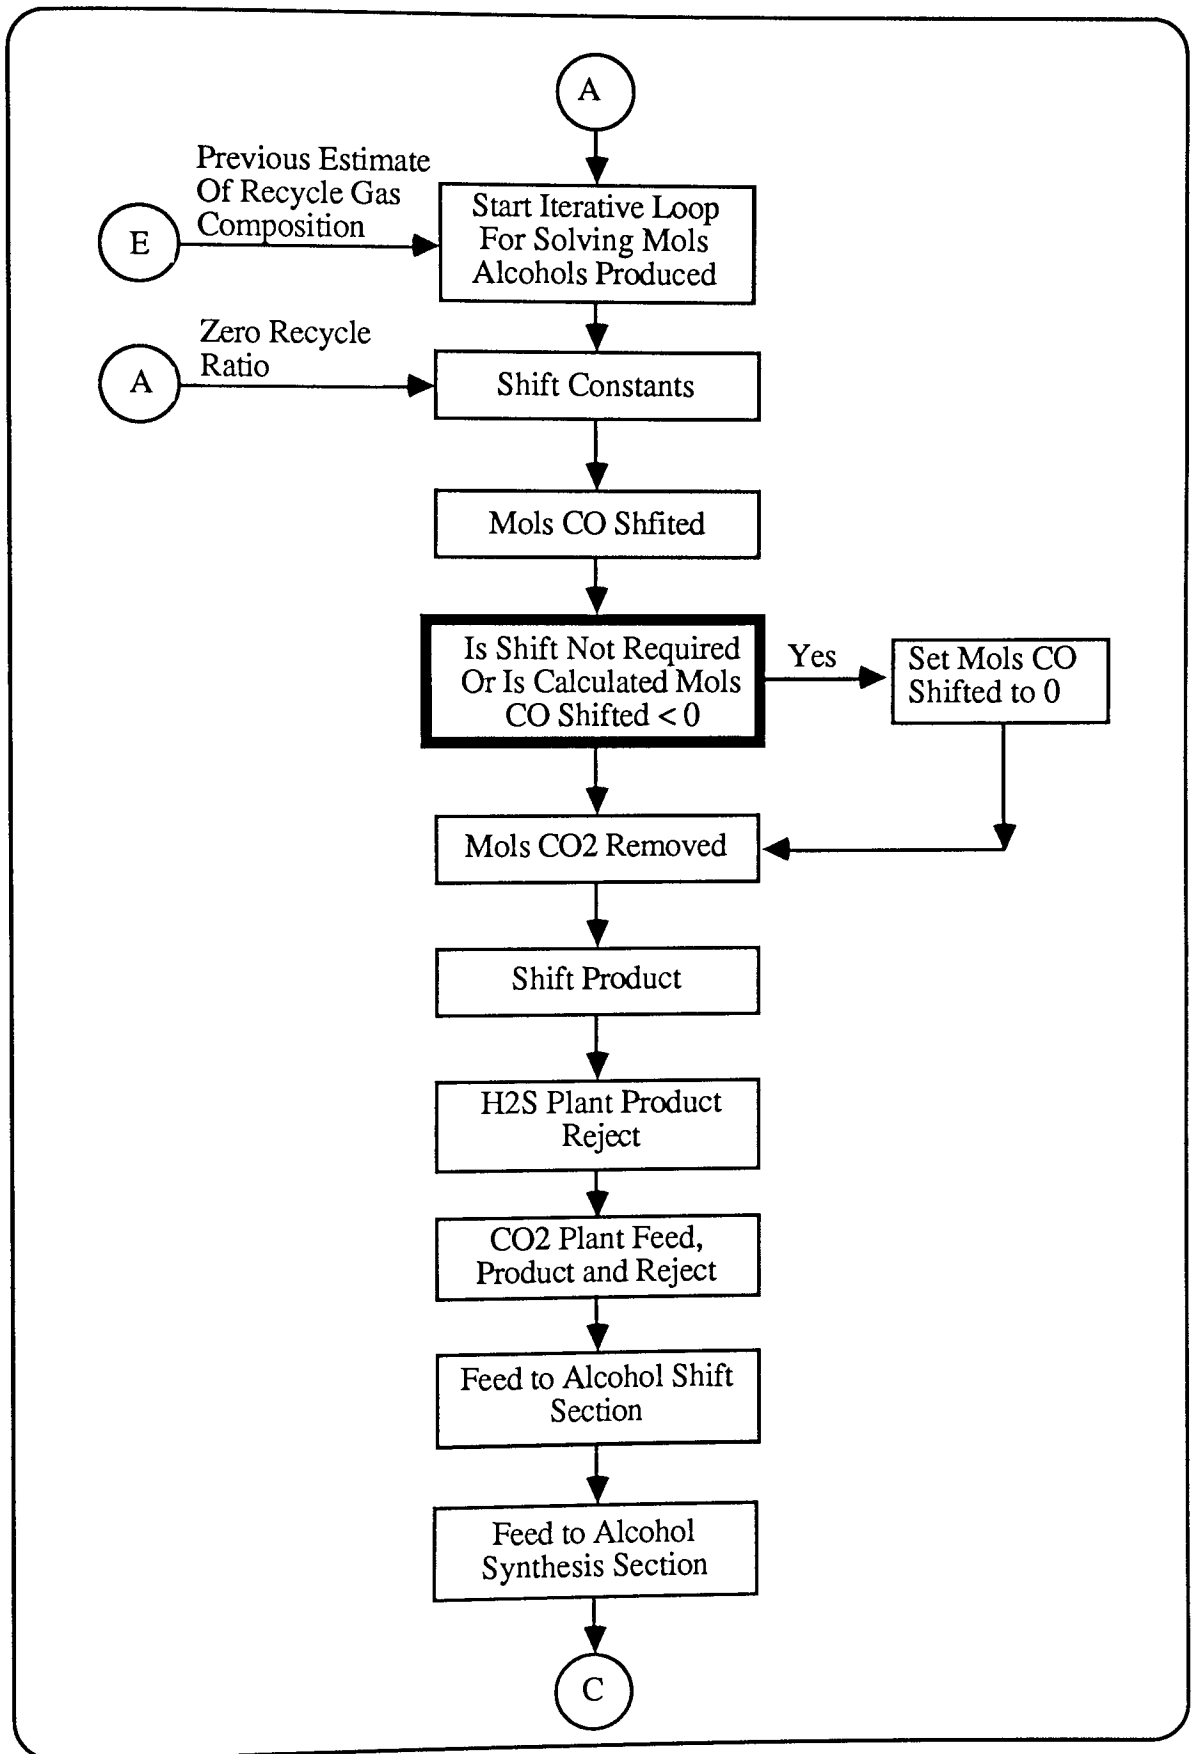 A
Previous Estimate
Of Recycle Gas
Composition
E
Start Iterative Loop
For Solving Mols
Alcohols Produced
Zero Recycle
Ratio
A
Shift Constants
Mols CO Shfited
Is Shift Not Required
Or Is Calculated Mols
CO Shifted < 0
Yes
Set Mols CO
Shifted to 0
Mols CO2 Removed
Shift Product
H2S Plant Product
Reject
CO2 Plant Feed,
Product and Reject
Feed to Alcohol Shift
Section
Feed to Alcohol
Synthesis Section
C